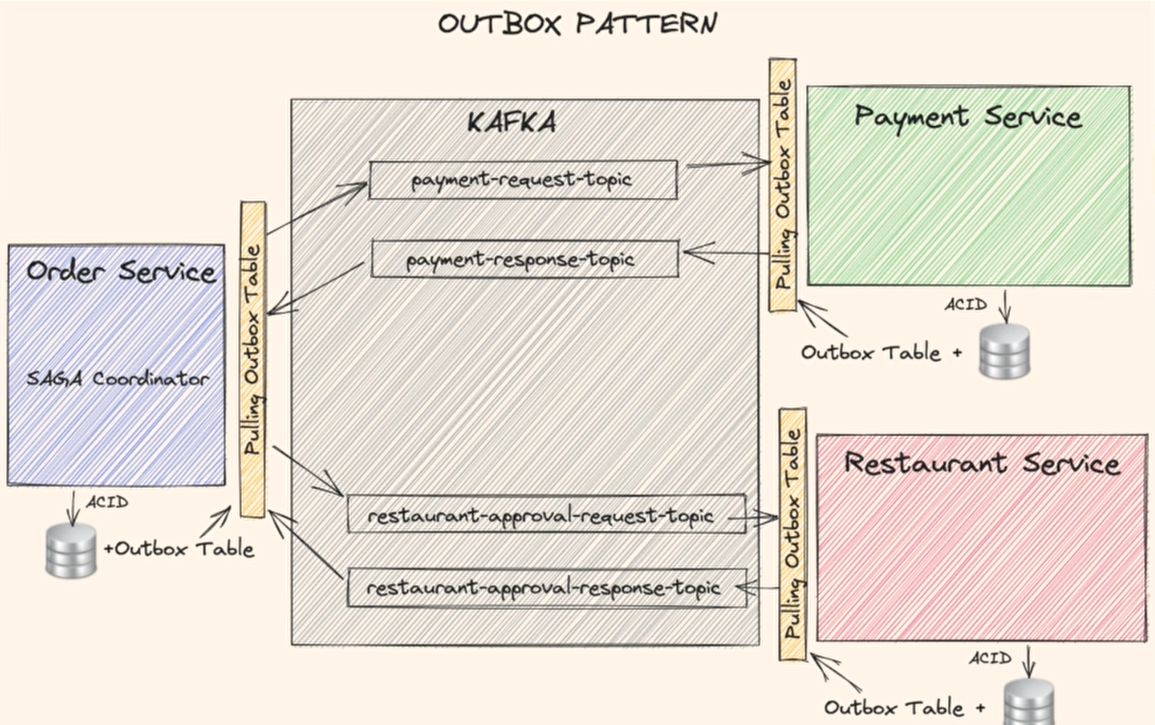 OUTBOX PATTERN
KAFKA
payment-request-topic
payment-response-topic
restaurant-approval-request-topic
restaurant-approval-response-topic
Order Service
SAGA Coordinator
ACID
+Outbox Table
Pulling Outbox Table
Pulling Outbox Table
Payment Service
ACID
Outbox Table +
Pulling Outbox Table
Restaurant Service
ACID
Outbox Table +